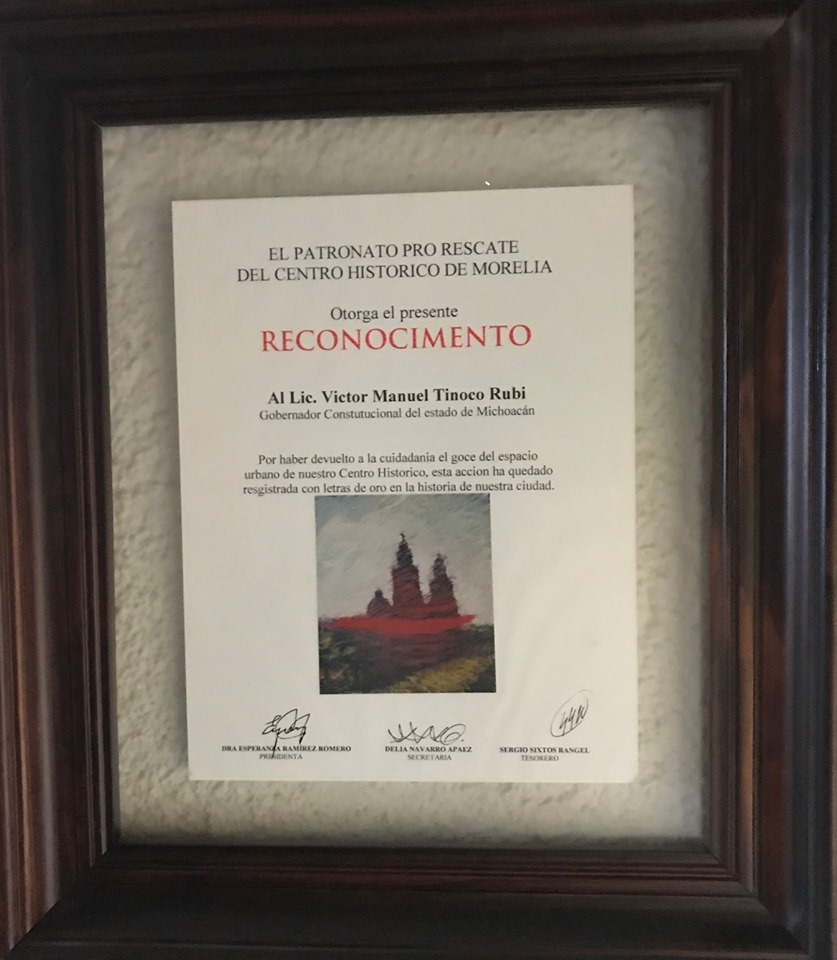 EL PATRONATO PRO RESCATE
DEL CENTRO HISTORICO DE MORELIA
Otorga el presente
RECONOCIMENTO
Al Lic. Victor Manuel Tinoco Rubi
Gobernador Constutucional del estado de Michoacán
Por haber devuelto a la cuidadania el goce del espacio
urbano de nuestro Centro Historico, esta accion ha quedado
resgistrada con letras de oro en la historia de nuestra ciudad.
DRA ESPERANZA RAMIREZ ROMERO
PRESIDENTA
DELIA NAVARRO APAEZ
SECRETARIA
SERGIO SIXTOS RANGEL
TESORERO